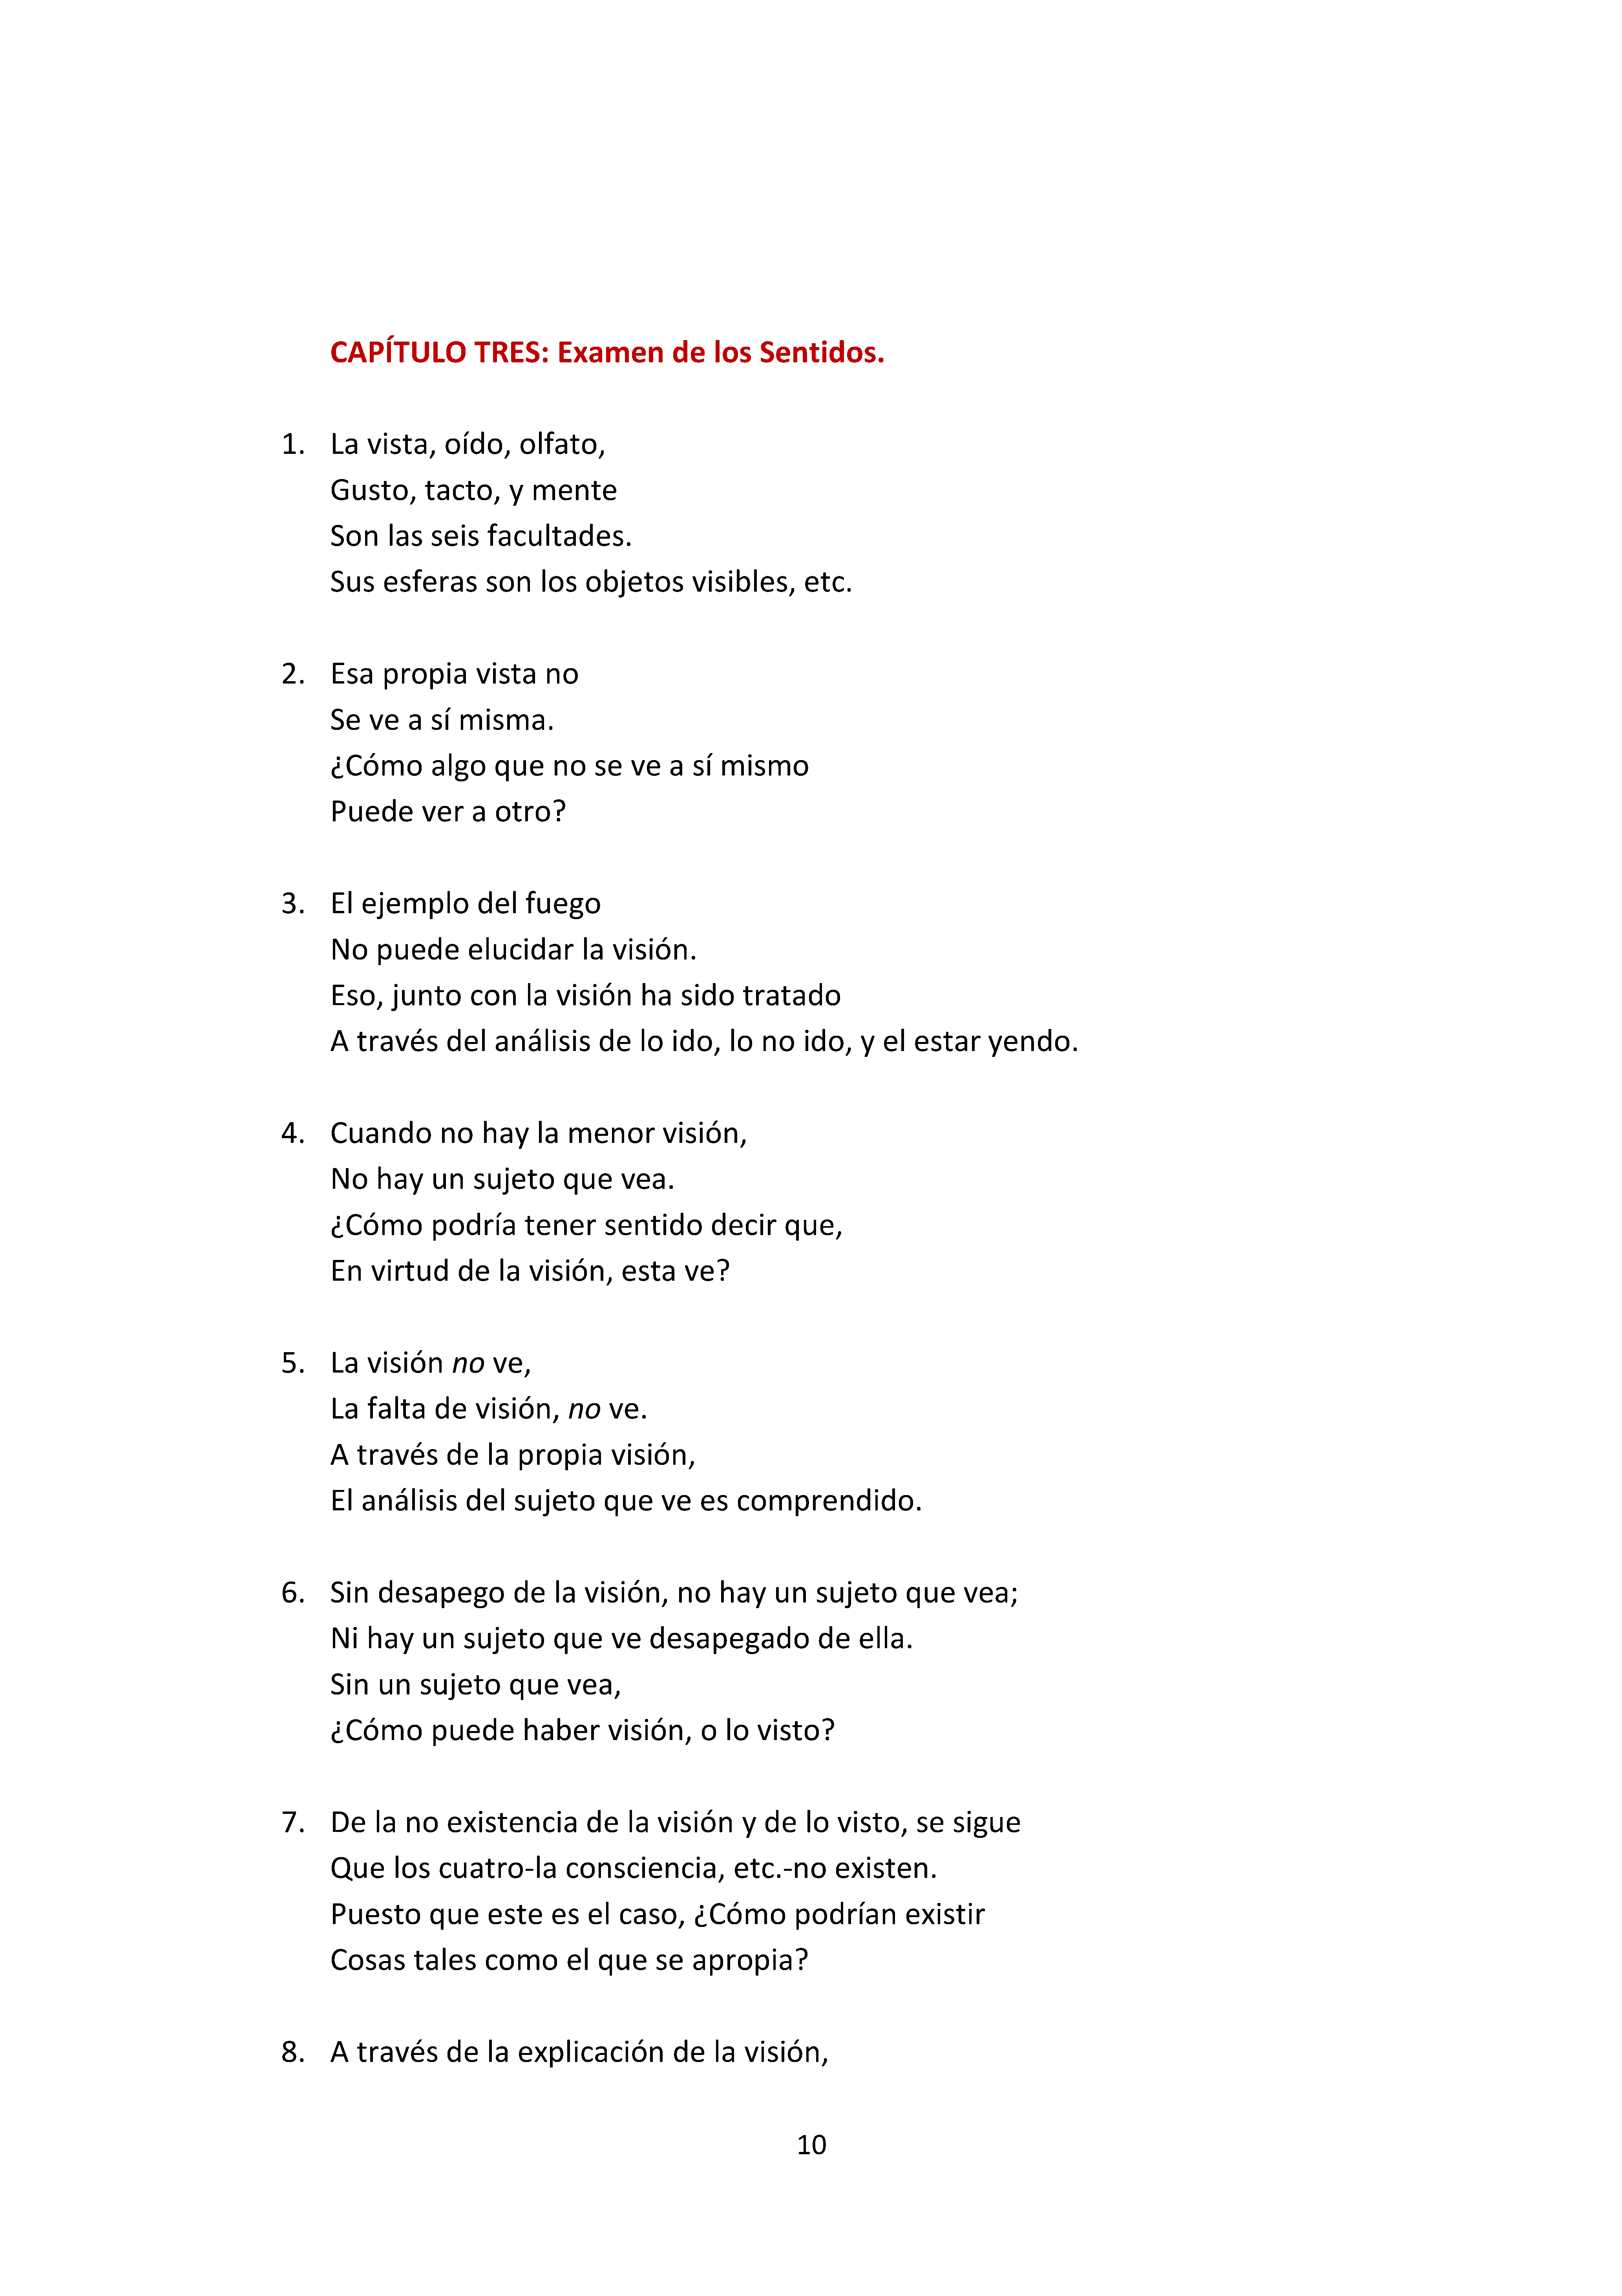 CAPÍTULO TRES: Examen de los Sentidos.
1. La vista, oído, olfato,
Gusto, tacto, y mente
Son las seis facultades.
Sus esferas son los objetos visibles, etc.
2. Esa propia vista no
Se ve a sí misma.
¿Cómo algo que no se ve a sí mismo
Puede ver a otro?
3. El ejemplo del fuego
No puede elucidar la visión.
Eso, junto con la visión ha sido tratado
A través del análisis de lo ido, lo no ido, y el estar yendo.
4. Cuando no hay la menor visión,
No hay un sujeto que vea.
¿Cómo podría tener sentido decir que,
En virtud de la visión, esta ve?
5. La visión no ve,
La falta de visión, no ve.
A través de la propia visión,
El análisis del sujeto que ve es comprendido.
6. Sin desapego de la visión, no hay un sujeto que vea;
Ni hay un sujeto que ve desapegado de ella.
Sin un sujeto que vea,
¿Cómo puede haber visión, o lo visto?
7. De la no existencia de la visión y de lo visto, se sigue
Que los cuatro-la consciencia, etc.-no existen.
Puesto que este es el caso, ¿Cómo podrían existir
Cosas tales como el que se apropia?
8. A través de la explicación de la visión,
10